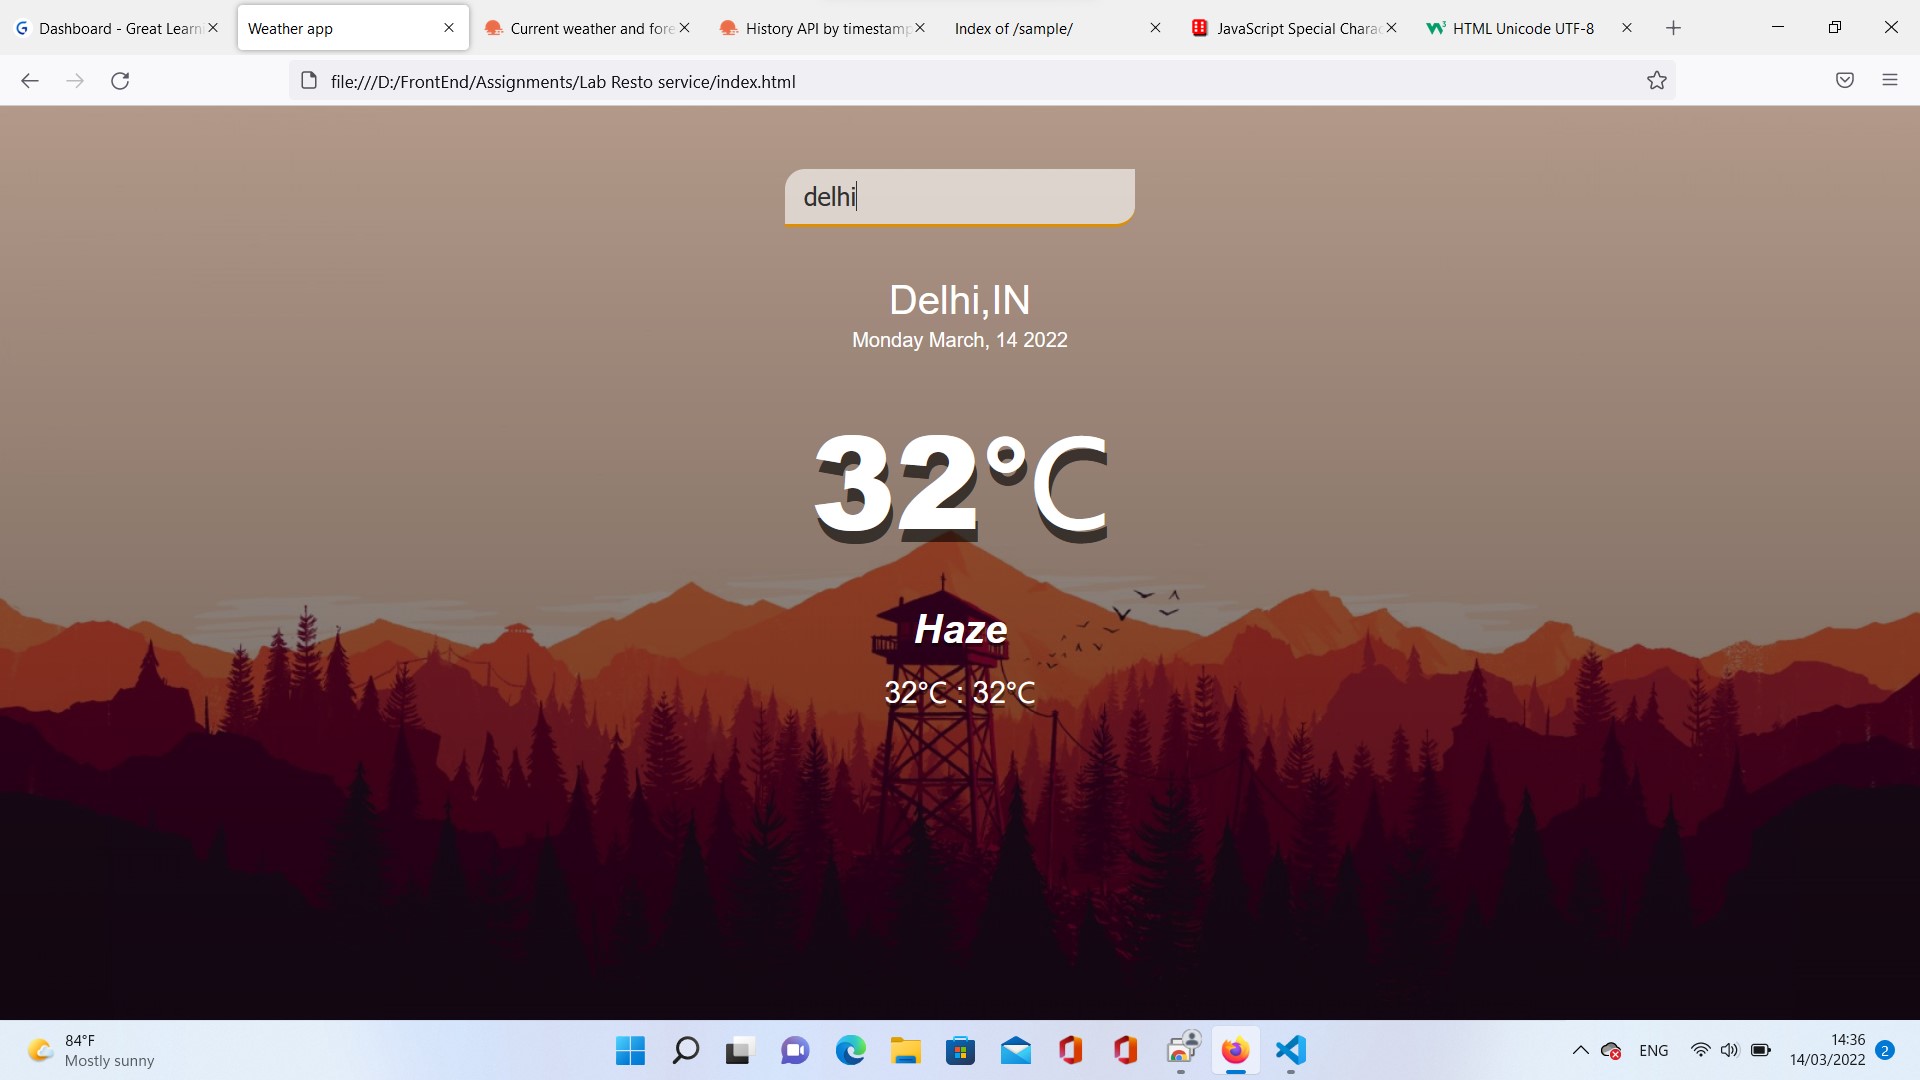 Dashboard - Great Learni
Weather app
Current weather and fore
History API by timestamp
Index of /sample/
JavaScript Special Charac
HTML Unicode UTF-8
file:///D:/FrontEnd/Assignments/Lab Resto service/index.html
delhi
Delhi,IN
Monday March, 14 2022
32°C
Haze
32°C : 32°C
84°F
Mostly sunny
ENG
14:36
14/03/2022
2